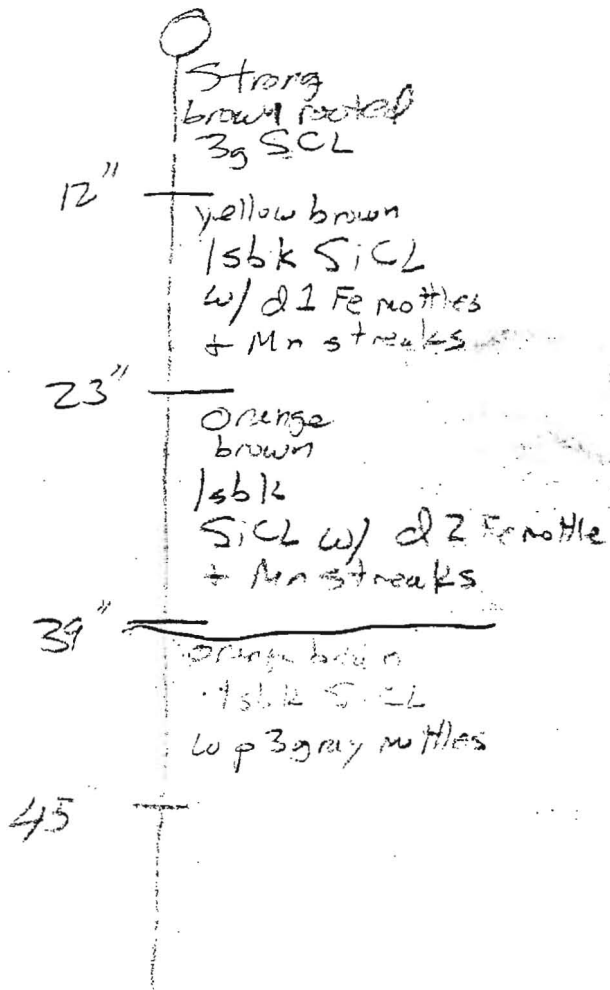 Strong
brown rooted
3g SCL
12"
yellow brown
1sbk SiCL
w/ d1 Fe mottles
+ Mn streaks
23"
orange
brown
1sbk
SiCL w/ d2 Fe mottle
+ Mn streaks
39"
orange brown
1sbk SiCL
w p3 gray mottles
45